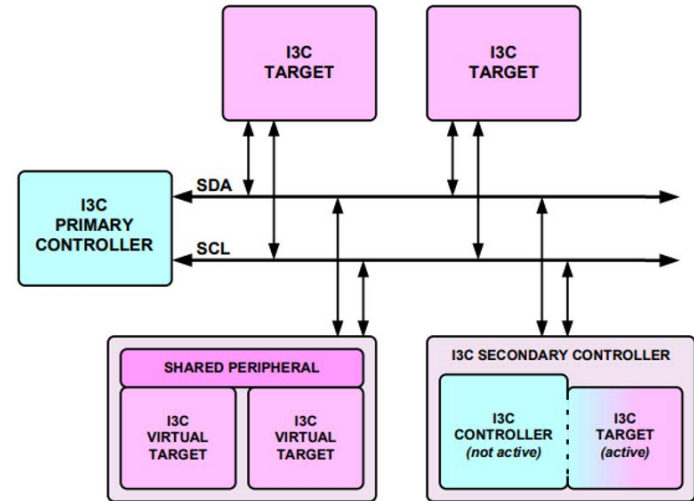 I3C
TARGET
I3C
TARGET
I3C
PRIMARY
CONTROLLER
SDA
SCL
SHARED PERIPHERAL
I3C
VIRTUAL
TARGET
I3C
VIRTUAL
TARGET
I3C SECONDARY CONTROLLER
I3C
CONTROLLER
(not active)
I3C
TARGET
(active)